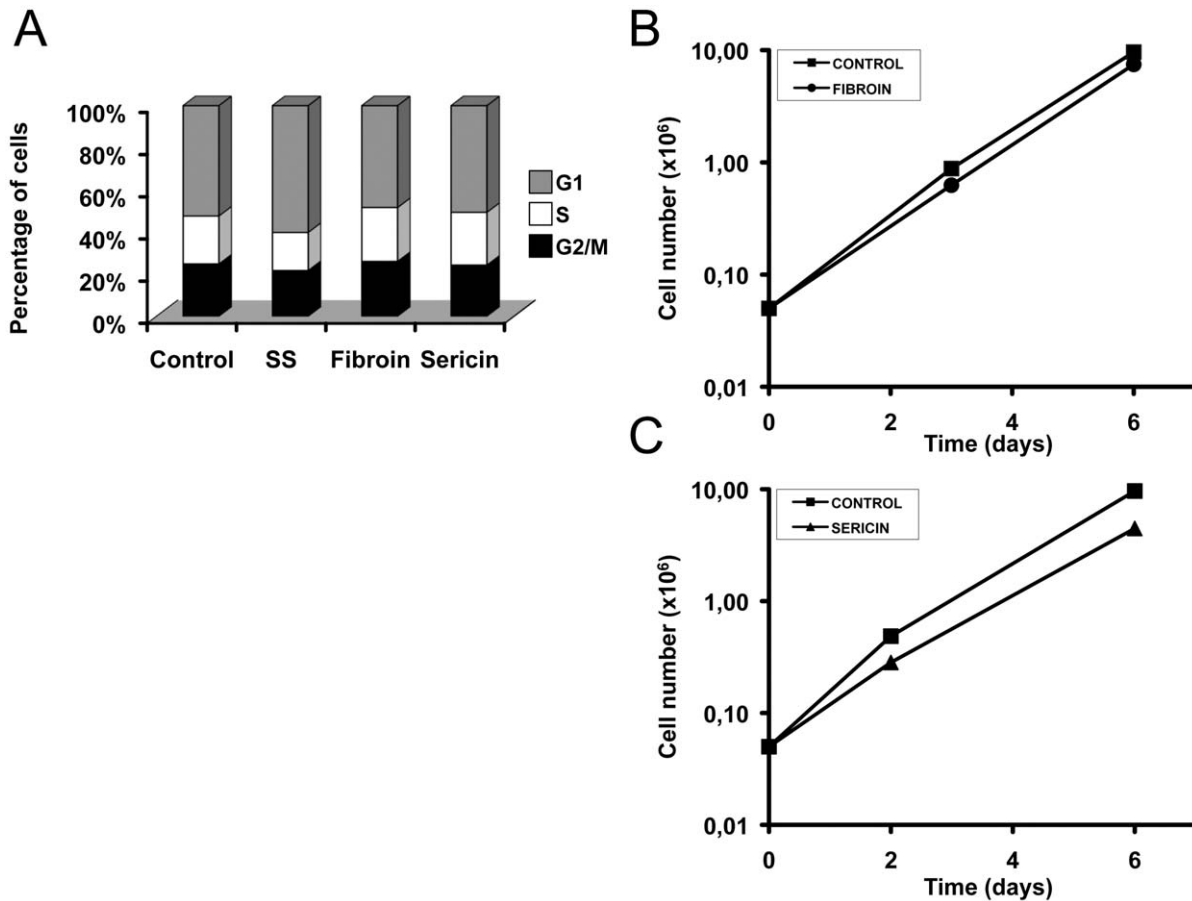 A
Percentage of cells
100%
80%
60%
40%
20%
0%
Control SS Fibroin Sericin
G1
S
G2/M
B
Cell number (x10⁶)
10,00
1,00
0,10
0,01
CONTROL
FIBROIN
0 2 4 6
Time (days)
C
Cell number (x10⁶)
10,00
1,00
0,10
0,01
CONTROL
SERICIN
0 2 4 6
Time (days)